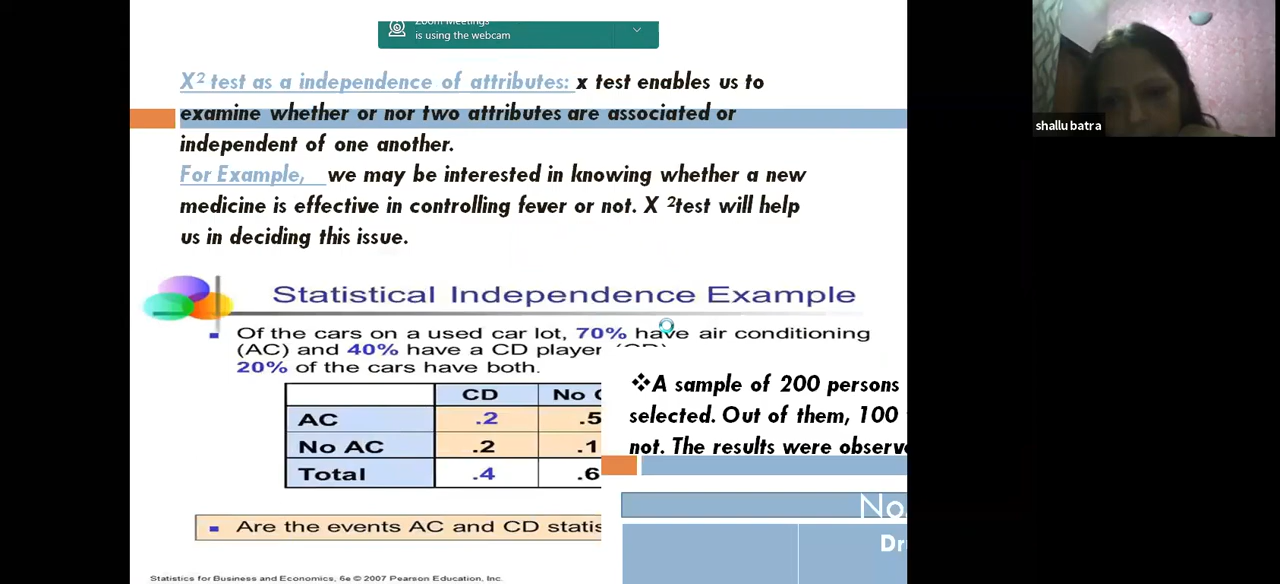 is using the webcam
X² test as a independence of attributes: x test enables us to
examine whether or nor two attributes are associated or
independent of one another.
For Example, we may be interested in knowing whether a new
medicine is effective in controlling fever or not. X ²test will help
us in deciding this issue.
Statistical Independence Example
Of the cars on a used car lot, 70% have air conditioning
(AC) and 40% have a CD player
20% of the cars have both.
CD No
AC .2 .5
No AC .2 .1
Total .4 .6
Are the events AC and CD
❖A sample of 200 persons
selected. Out of them, 100
not. The results were
No.
Statistics for Business and Economics, 6e © 2007 Pearson Education, Inc.
shallu batra